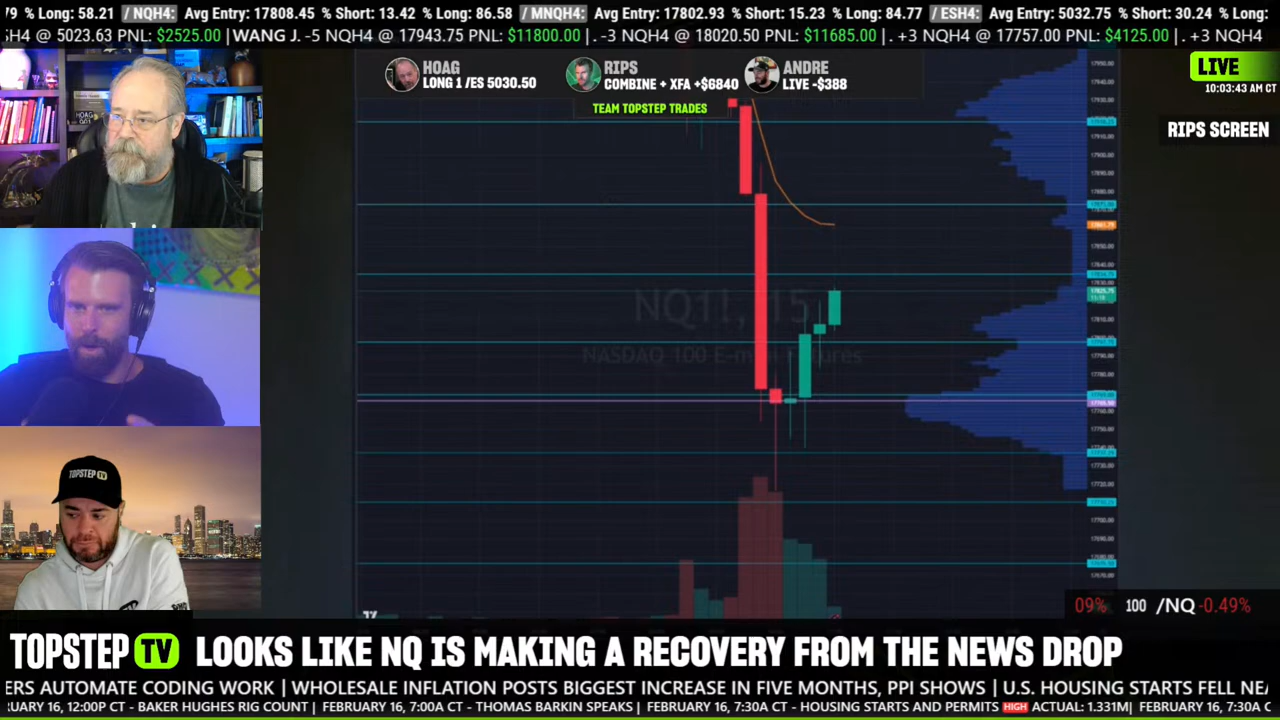 79 % Long: 58.21 / NQH4: Avg Entry: 17808.45 % Short: 13.42 % Long: 86.58 / MNQH4: Avg Entry: 17802.93 % Short: 15.23 % Long: 84.77 / ESH4: Avg Entry: 5032.75 % Short: 30.24 % Long:
H4 @ 5023.63 PNL: $2525.00 |WANG J. -5 NQH4 @ 17943.75 PNL: $11800.00| . -3 NQH4 @ 18020.50 PNL: $11685.00| . +3 NQH4 @ 17757.00 PNL: $4125.00| . +3 NQH4
HOAG
LONG 1 /ES 5030.50
RIPS
COMBINE + XFA +$6840
ANDRE
LIVE -$388
TEAM TOPSTEP TRADES
LIVE
10:03:43 AM CT
RIPS SCREEN
NQ1!, 15
NASDAQ 100 E-mini Futures
TOPSTEP TV
09% 100 /NQ -0.49%
TOPSTEP TV LOOKS LIKE NQ IS MAKING A RECOVERY FROM THE NEWS DROP
ERS AUTOMATE CODING WORK | WHOLESALE INFLATION POSTS BIGGEST INCREASE IN FIVE MONTHS, PPI SHOWS | U.S. HOUSING STARTS FELL NEA
RUARY 16, 12:00P CT - BAKER HUGHES RIG COUNT | FEBRUARY 16, 7:00A CT - THOMAS BARKIN SPEAKS| FEBRUARY 16, 7:30A CT - HOUSING STARTS AND PERMITS HIGH ACTUAL: 1.331M| FEBRUARY 16, 7:30A C